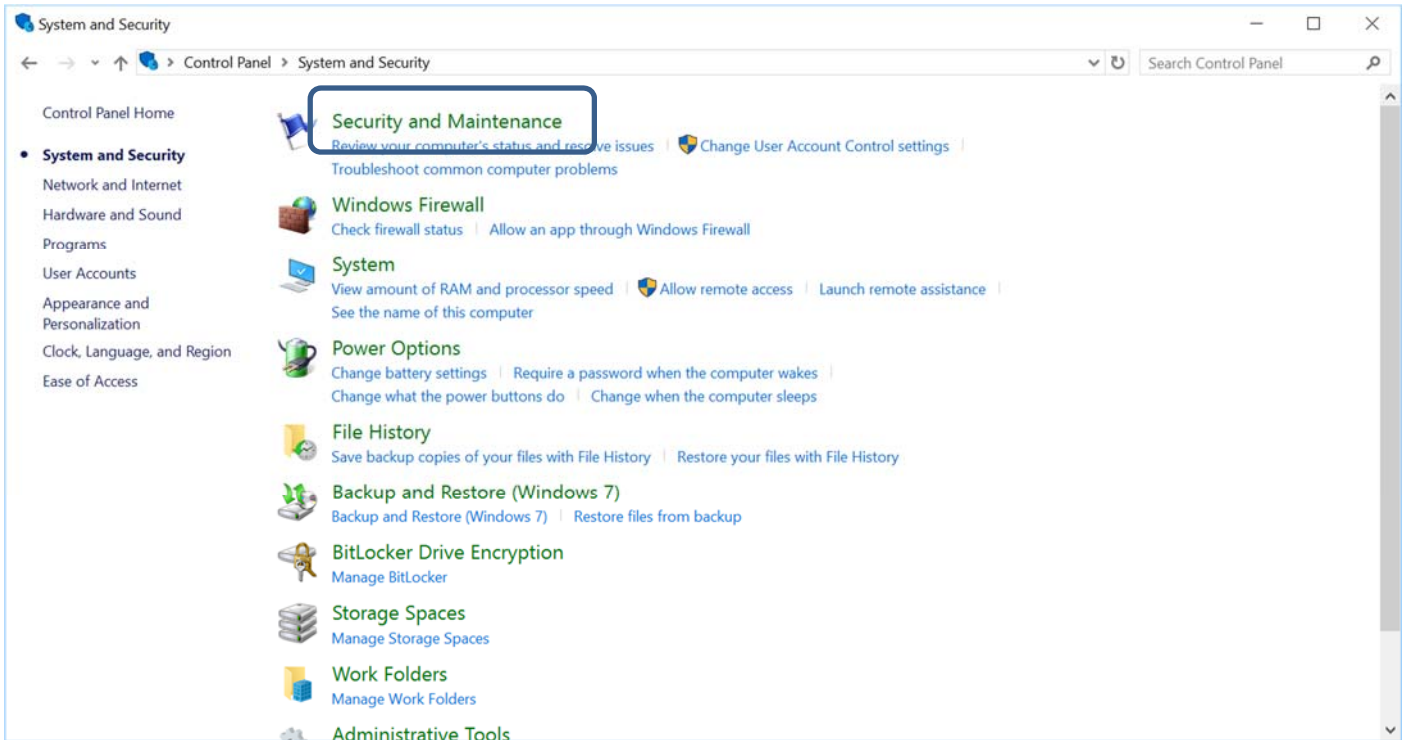 System and Security
Control Panel > System and Security
Search Control Panel
Control Panel Home
System and Security
Network and Internet
Hardware and Sound
Programs
User Accounts
Appearance and
Personalization
Clock, Language, and Region
Ease of Access
Security and Maintenance
Review your computer's status and resolve issues
Change User Account Control settings
Troubleshoot common computer problems
Windows Firewall
Check firewall status
Allow an app through Windows Firewall
System
View amount of RAM and processor speed
Allow remote access
Launch remote assistance
See the name of this computer
Power Options
Change battery settings
Require a password when the computer wakes
Change what the power buttons do
Change when the computer sleeps
File History
Save backup copies of your files with File History
Restore your files with File History
Backup and Restore (Windows 7)
Backup and Restore (Windows 7)
Restore files from backup
BitLocker Drive Encryption
Manage BitLocker
Storage Spaces
Manage Storage Spaces
Work Folders
Manage Work Folders
Administrative Tools